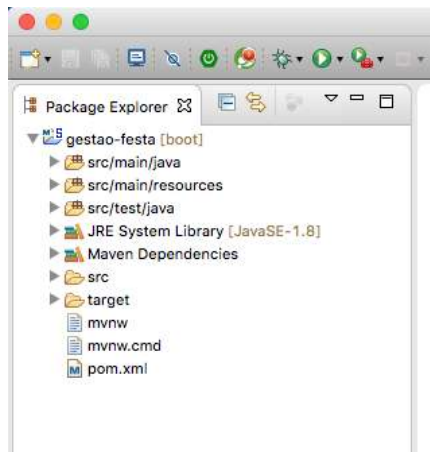 Package Explorer
gestao-festa [boot]
src/main/java
src/main/resources
src/test/java
JRE System Library [JavaSE-1.8]
Maven Dependencies
src
target
mvnw
mvnw.cmd
pom.xml